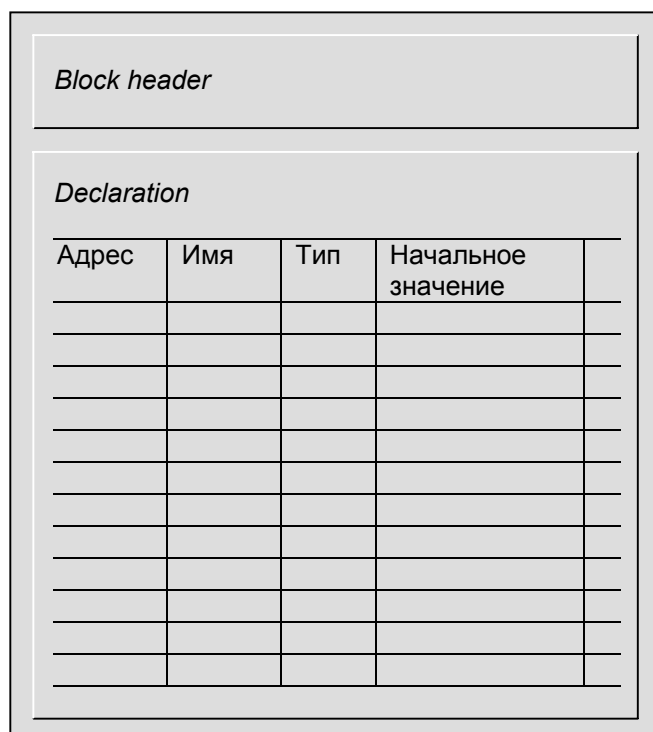 Block header
Declaration
Адрес Имя Тип Начальное
значение